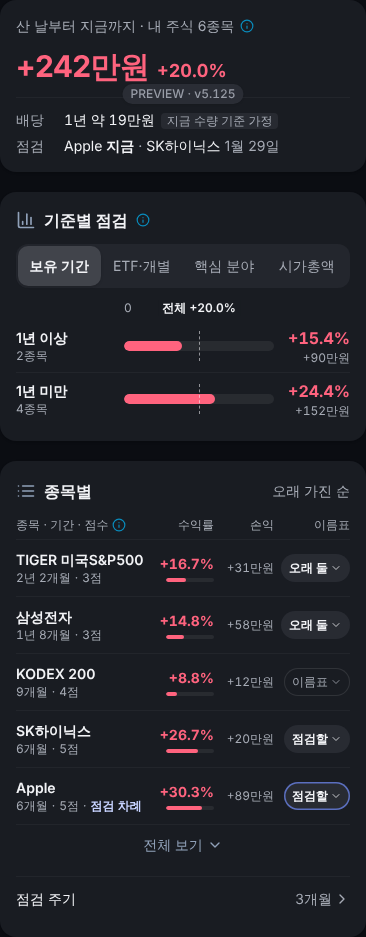 산 날부터 지금까지 · 내 주식 6종목
+242만원 +20.0%
PREVIEW · v5.125
배당 1년 약 19만원 지금 수량 기준 가정
점검 Apple 지금 · SK하이닉스 1월 29일
기준별 점검
보유 기간 ETF·개별 핵심 분야 시가총액
0 전체 +20.0%
1년 이상 +15.4%
2종목 +90만원
1년 미만 +24.4%
4종목 +152만원
종목별 오래 가진 순
종목 · 기간 · 점수 수익률 손익 이름표
TIGER 미국S&P500 +16.7% +31만원 오래 둘
2년 2개월 · 3점
삼성전자 +14.8% +58만원 오래 둘
1년 8개월 · 3점
KODEX 200 +8.8% +12만원 이름표
9개월 · 4점
SK하이닉스 +26.7% +20만원 점검할
6개월 · 5점
Apple +30.3% +89만원 점검할
6개월 · 5점 · 점검 차례
전체 보기
점검 주기 3개월